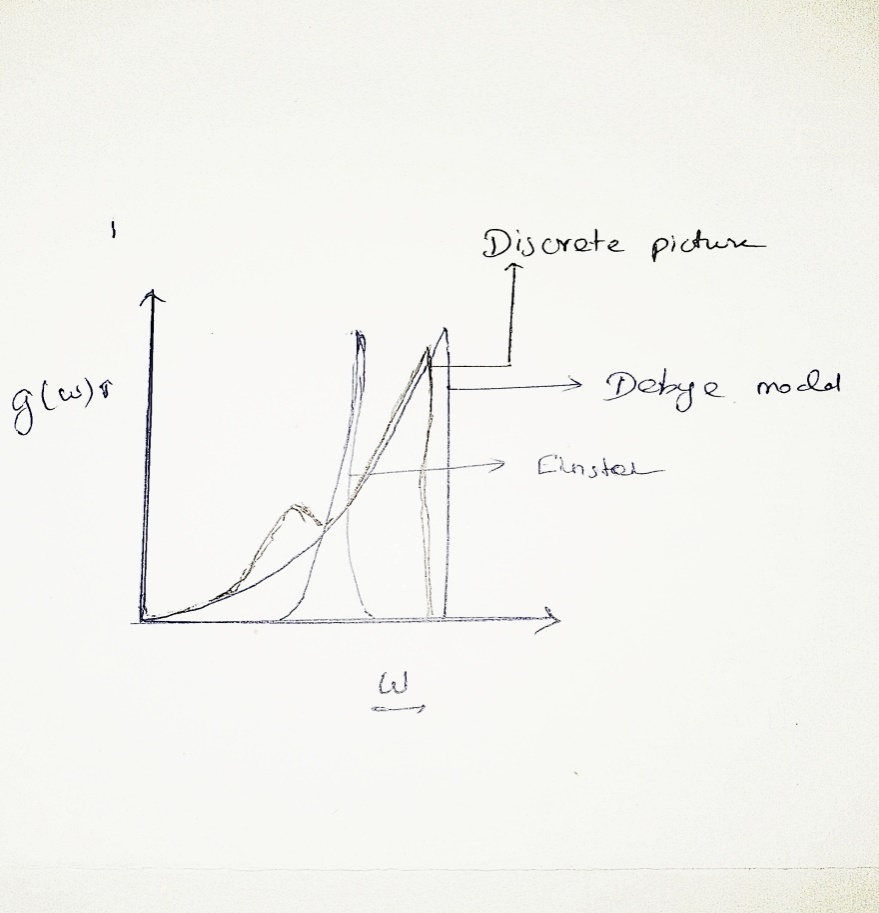 Discrete picture
g(ω)↑
Debye model
Einstein
ω